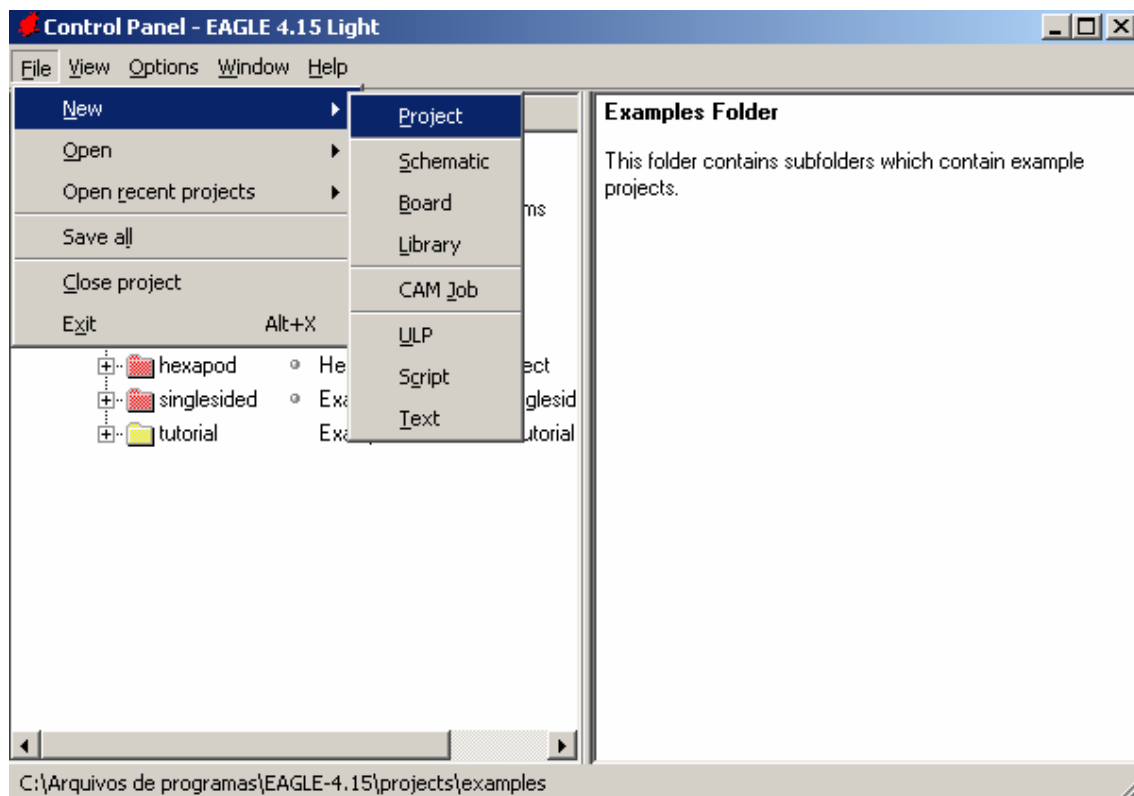 Control Panel - EAGLE 4.15 Light
File View Options Window Help
New
Open
Open recent projects
Save all
Close project
Exit Alt+X
Project
Schematic
Board
Library
CAM Job
ULP
Script
Text
Examples Folder
This folder contains subfolders which contain example
projects.
hexapod
singlesided
tutorial
C:\Arquivos de programas\EAGLE-4.15\projects\examples